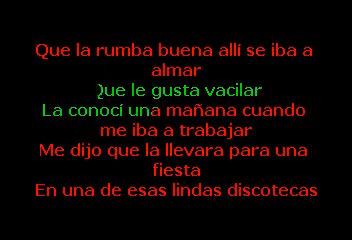 Que la rumba buena allí se iba a
almar
Que le gusta vacilar
La conocí una mañana cuando
me iba a trabajar
Me dijo que la llevara para una
fiesta
En una de esas lindas discotecas